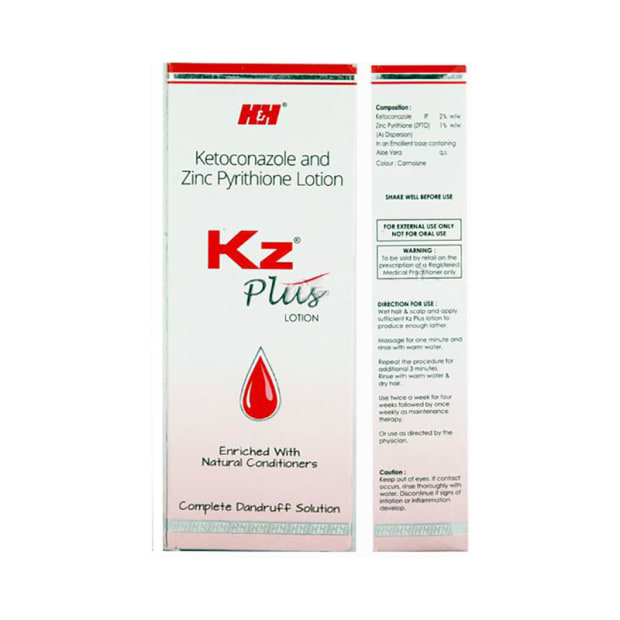 H&H®
Ketoconazole and
Zinc Pyrithione Lotion
Kz®
Plus
LOTION
Enriched With
Natural Conditioners
Complete Dandruff Solution
Composition :
Ketoconazole IP 2% w/w
Zinc Pyrithione (ZPTO) 1% w/w
(As Dispersion)
In an Emollient base containing
Aloe Vera q.s.
Colour : Carmosine
SHAKE WELL BEFORE USE
FOR EXTERNAL USE ONLY
NOT FOR ORAL USE
WARNING :
To be sold by retail on the
prescription of a Registered
Medical Practitioner only
DIRECTION FOR USE :
Wet hair & scalp and apply
sufficient Kz Plus lotion to
produce enough lather.
Massage for one minute and
rinse with warm water.
Repeat the procedure for
additional 3 minutes.
Rinse with warm water &
dry hair.
Use twice a week for four
weeks followed by once
weekly as maintenance
therapy.
Or use as directed by the
physician.
Caution :
Keep out of eyes. If contact
occurs, rinse thoroughly with
water. Discontinue if signs of
irritation or inflammation
develop.